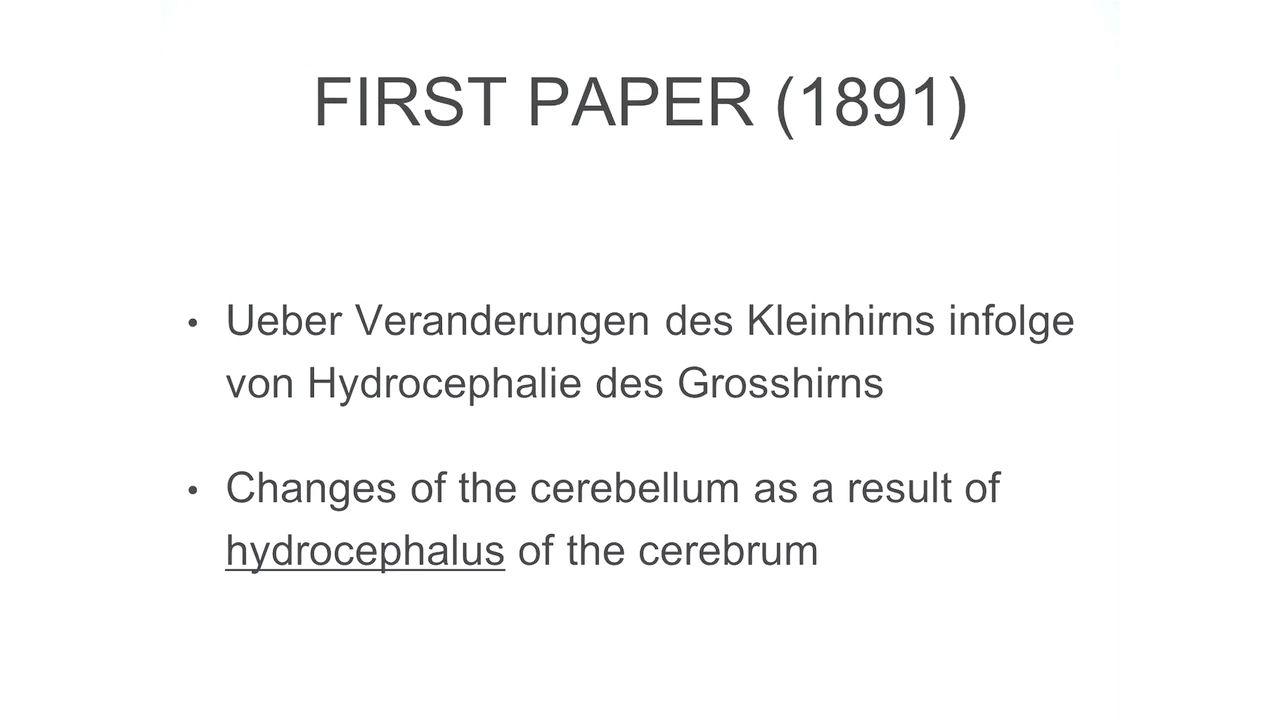 FIRST PAPER (1891)
• Ueber Veranderungen des Kleinhirns infolge
von Hydrocephalie des Grosshirns
• Changes of the cerebellum as a result of
hydrocephalus of the cerebrum